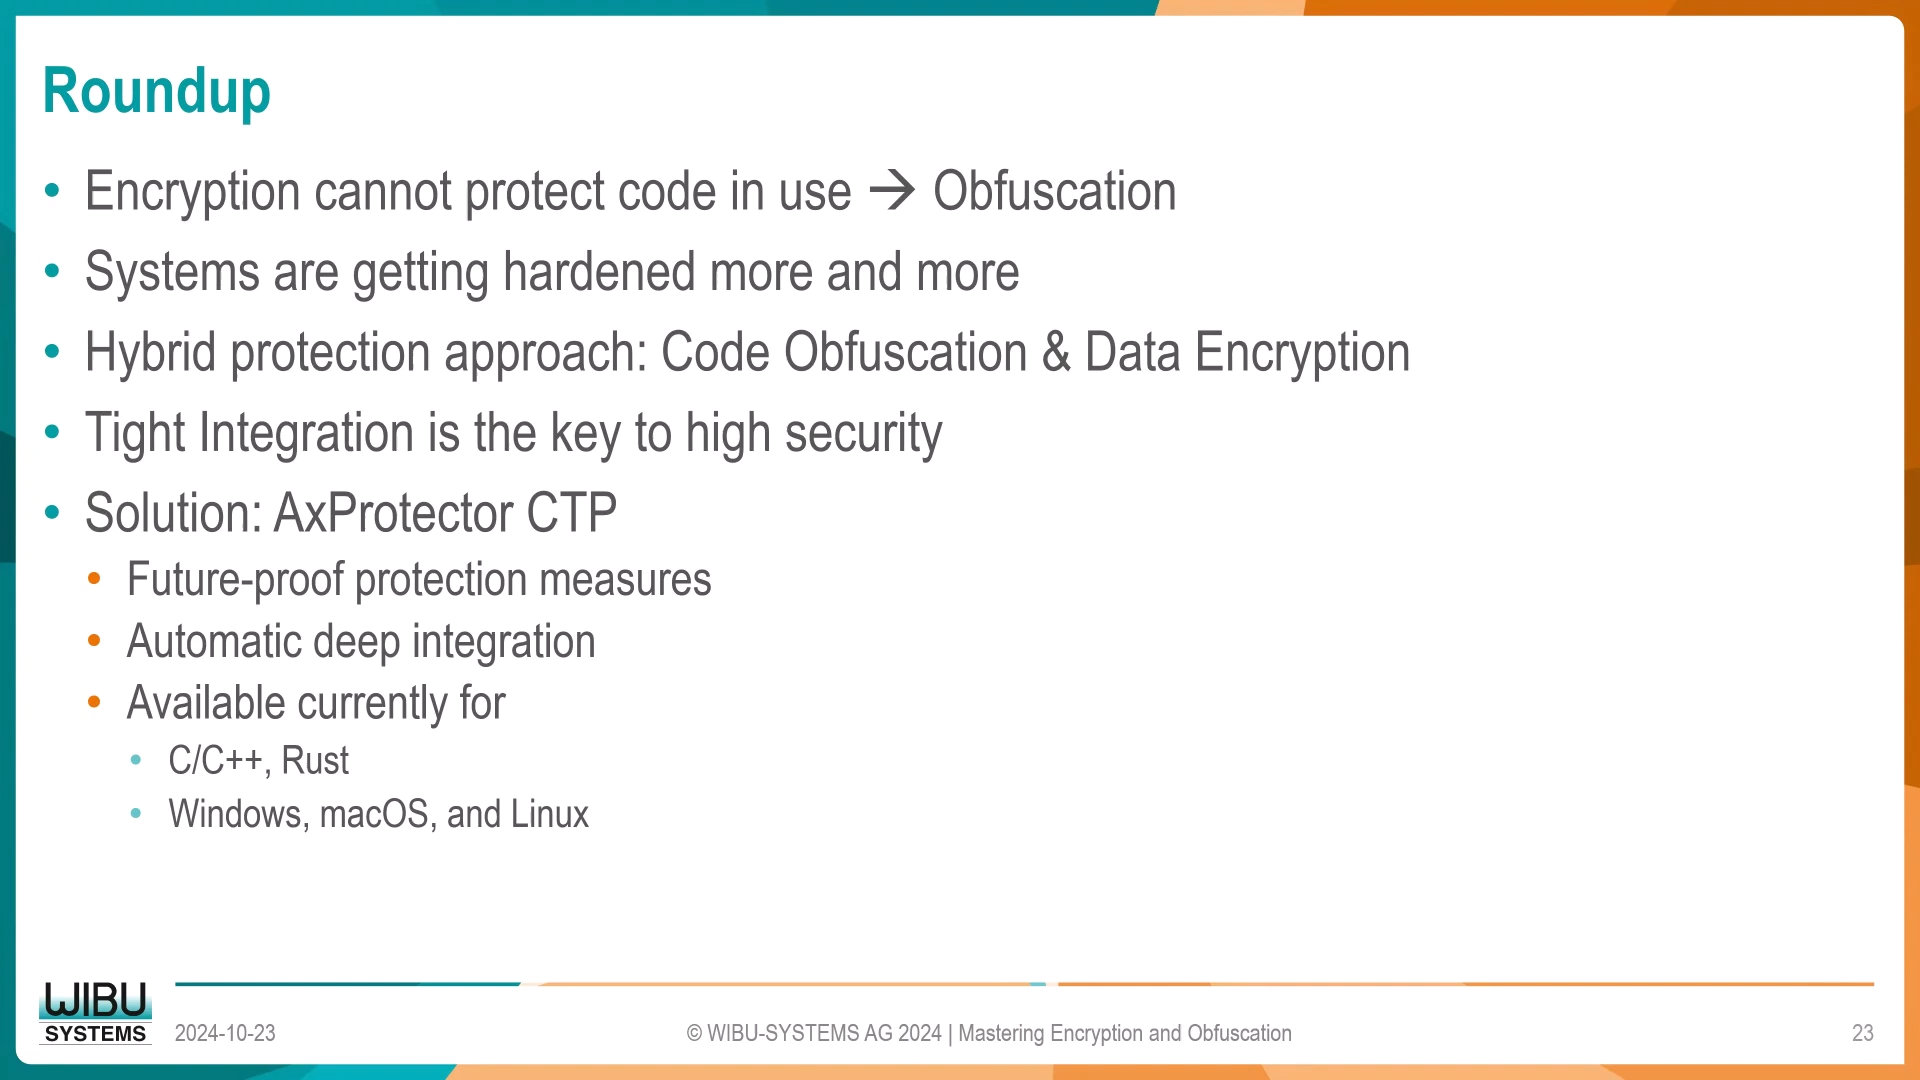 Roundup
• Encryption cannot protect code in use → Obfuscation
• Systems are getting hardened more and more
• Hybrid protection approach: Code Obfuscation & Data Encryption
• Tight Integration is the key to high security
• Solution: AxProtector CTP
• Future-proof protection measures
• Automatic deep integration
• Available currently for
• C/C++, Rust
• Windows, macOS, and Linux
WIBU
SYSTEMS
2024-10-23
© WIBU-SYSTEMS AG 2024 | Mastering Encryption and Obfuscation
23